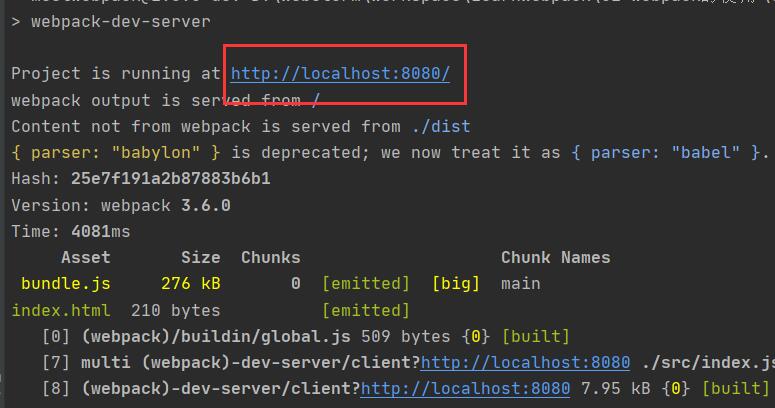 > webpack-dev-server
Project is running at http://localhost:8080/
webpack output is served from /
Content not from webpack is served from ./dist
{ parser: "babylon" } is deprecated; we now treat it as { parser: "babel" }.
Hash: 25e7f191a2b87883b6b1
Version: webpack 3.6.0
Time: 4081ms
Asset Size Chunks Chunk Names
bundle.js 276 kB 0 [emitted] [big] main
index.html 210 bytes [emitted]
[0] (webpack)/buildin/global.js 509 bytes {0} [built]
[7] multi (webpack)-dev-server/client?http://localhost:8080 ./src/index.js
[8] (webpack)-dev-server/client?http://localhost:8080 7.95 kB {0} [built]